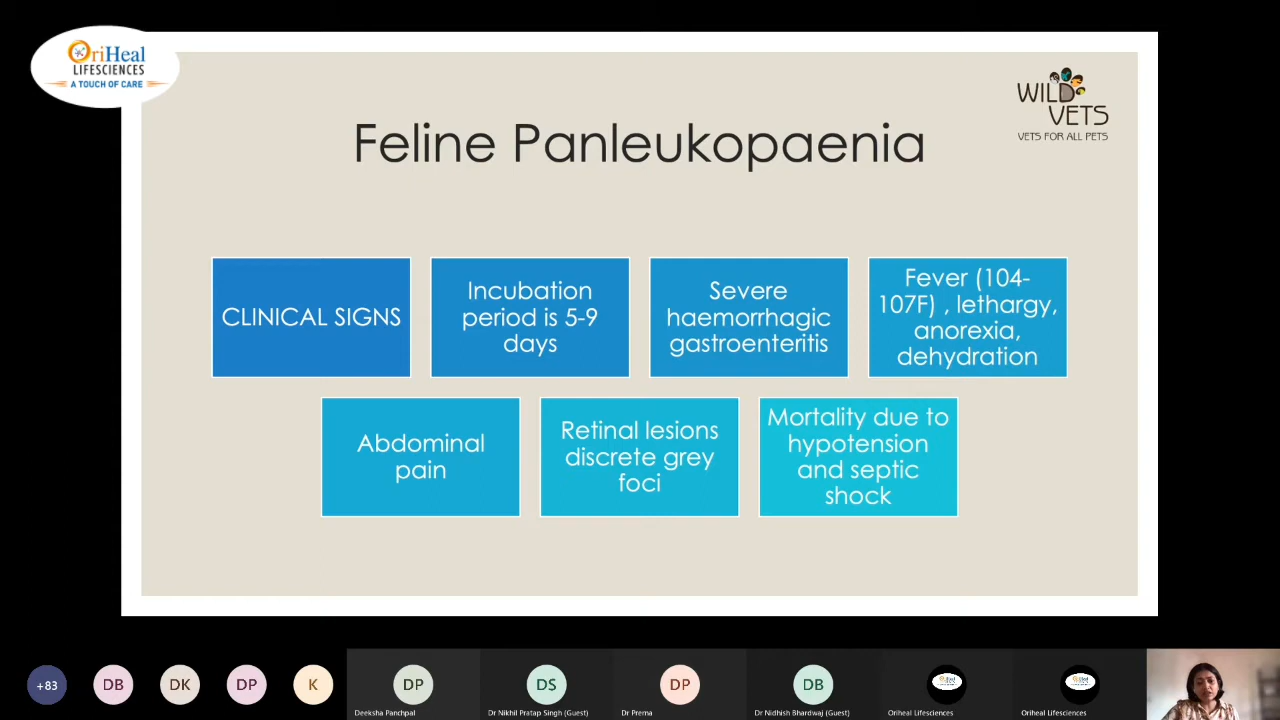 OriHeal
LIFESCIENCES
A TOUCH OF CARE
WILD
VETS
VETS FOR ALL PETS
Feline Panleukopaenia
CLINICAL SIGNS
Incubation
period is 5-9
days
Severe
haemorrhagic
gastroenteritis
Fever (104-
107F) , lethargy,
anorexia,
dehydration
Abdominal
pain
Retinal lesions
discrete grey
foci
Mortality due to
hypotension
and septic
shock
+83
DB
DK
DP
K
DP
Deeksha Panchpal
DS
Dr Nikhil Pratap Singh (Guest)
DP
Dr Prerna
DB
Dr Nidhish Bhardwaj (Guest)
Oriheal Lifesciences
Oriheal Lifesciences